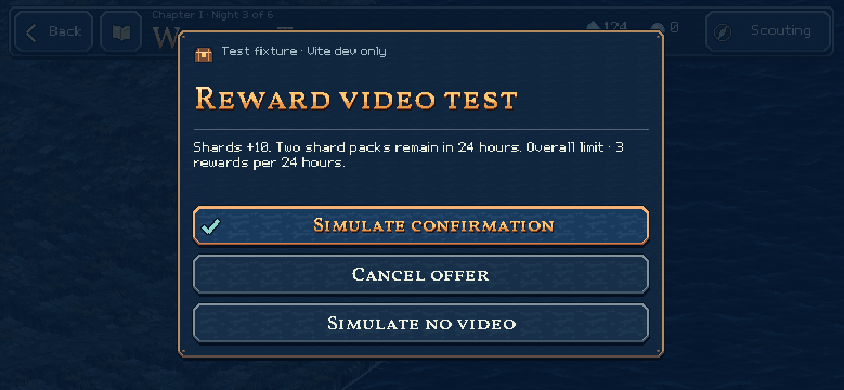 Chapter I · Night 3 of 6
Back
124
0
Scouting
Test fixture · Vite dev only
Reward video test
Shards +10. Two shard packs remain in 24 hours. Overall limit · 3
rewards per 24 hours.
Simulate confirmation
Cancel offer
Simulate no video